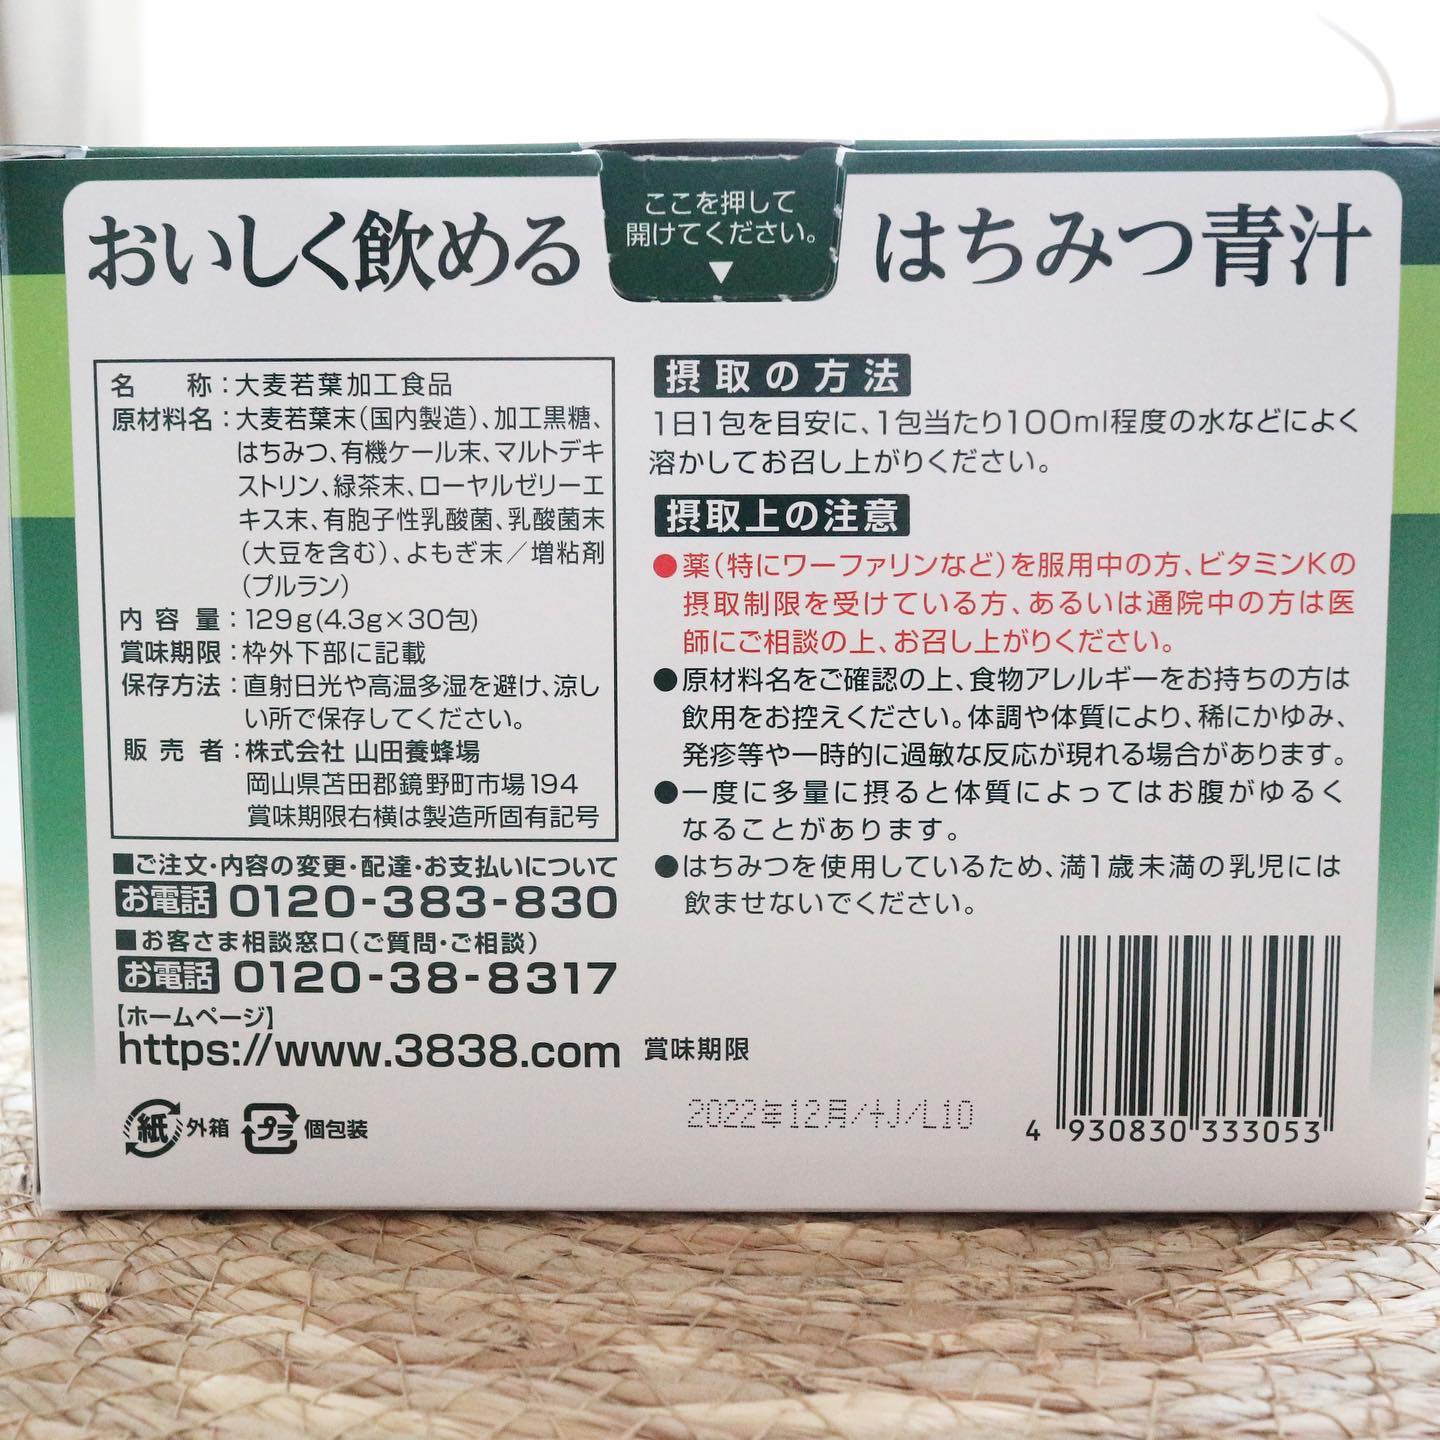 ここを押して
開けてください。
▼
おいしく飲める はちみつ青汁
名称：大麦若葉加工食品
原材料名：大麦若葉末（国内製造）、加工黒糖、
はちみつ、有機ケール末、マルトデキ
ストリン、緑茶末、ローヤルゼリーエ
キス末、有胞子性乳酸菌、乳酸菌末
（大豆を含む）、よもぎ末／増粘剤
（プルラン）
内容量：129g(4.3g×30包)
賞味期限：枠外下部に記載
保存方法：直射日光や高温多湿を避け、涼し
い所で保存してください。
販売者：株式会社 山田養蜂場
岡山県苫田郡鏡野町市場194
賞味期限右横は製造所固有記号
■ご注文・内容の変更・配達・お支払いについて
お電話 0120-383-830
■お客さま相談窓口（ご質問・ご相談）
お電話 0120-38-8317
【ホームページ】
https://www.3838.com
紙 外箱 プラ 個包装
摂取の方法
1日1包を目安に、1包当たり100ml程度の水などによく
溶かしてお召し上がりください。
摂取上の注意
●薬（特にワーファリンなど）を服用中の方、ビタミンKの
摂取制限を受けている方、あるいは通院中の方は医
師にご相談の上、お召し上がりください。
●原材料名をご確認の上、食物アレルギーをお持ちの方は
飲用をお控えください。体調や体質により、稀にかゆみ、
発疹等や一時的に過敏な反応が現れる場合があります。
●一度に多量に摂ると体質によってはお腹がゆるく
なることがあります。
●はちみつを使用しているため、満1歳未満の乳児には
飲ませないでください。
賞味期限
2022年12月/+J/L10
4 930830 333053